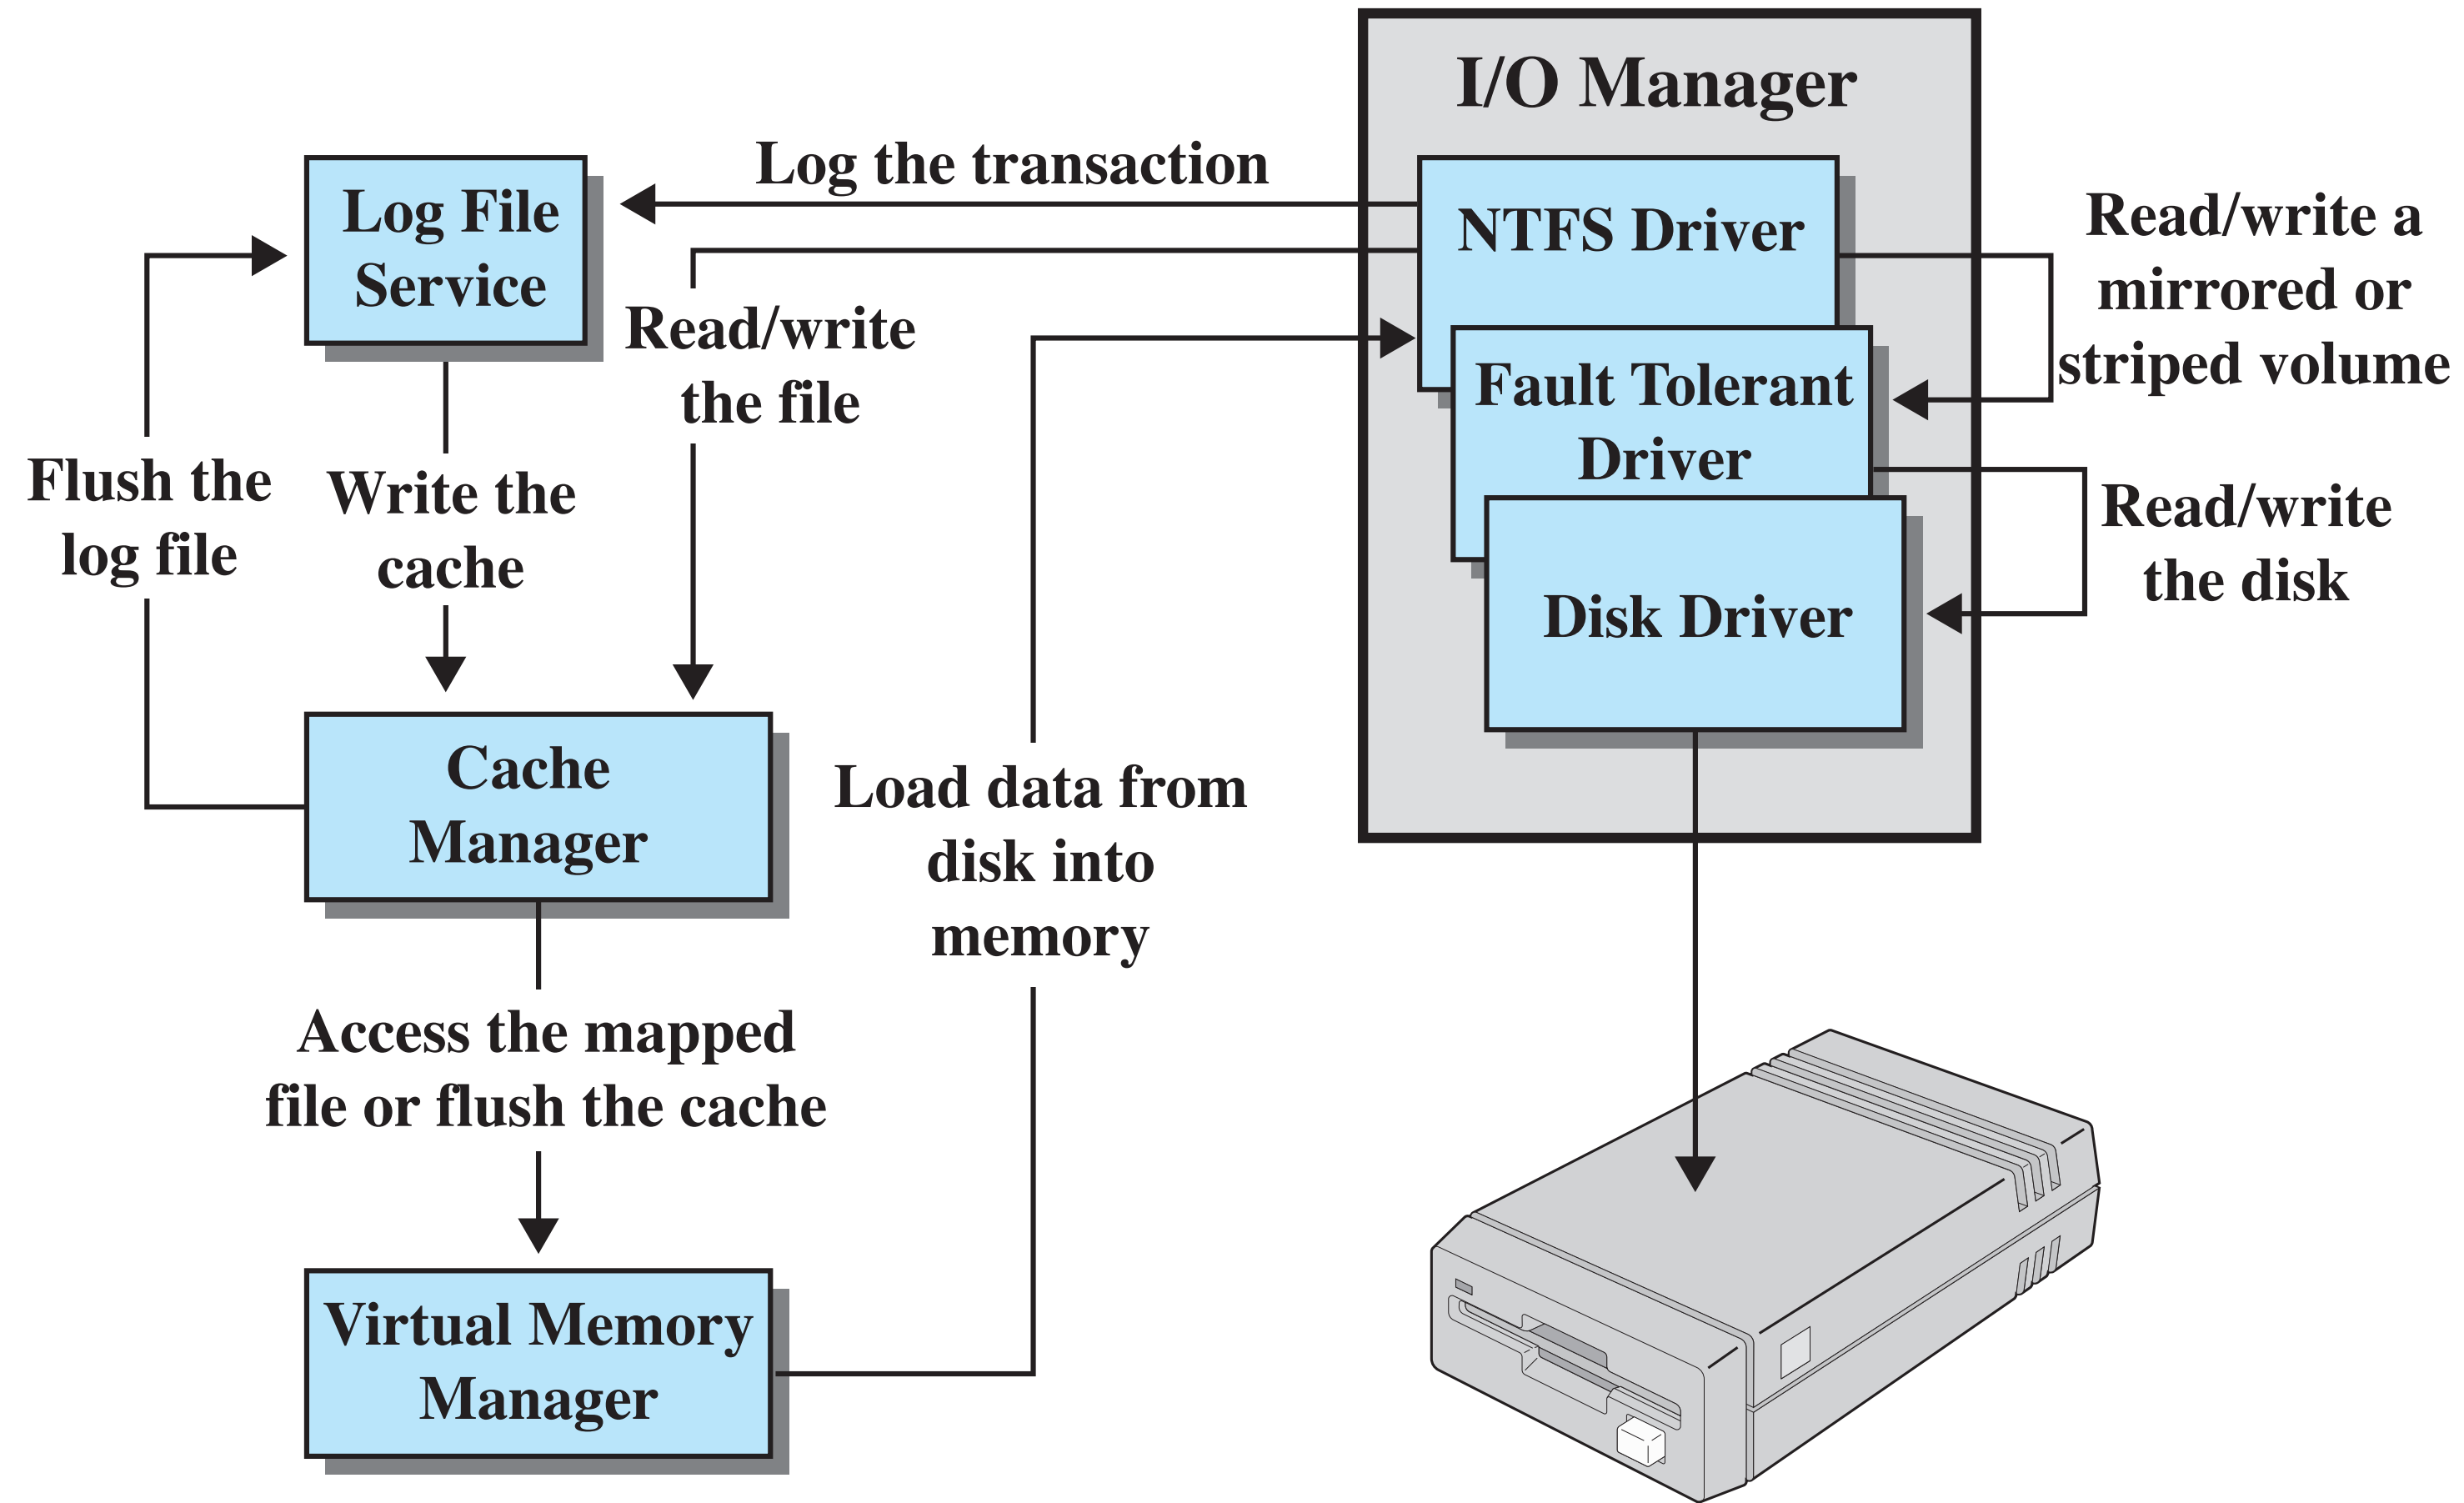 I/O Manager
Log the transaction
Log File
Service
NTFS Driver
Read/write a
mirrored or
striped volume
Read/write
the file
Fault Tolerant
Driver
Flush the
log file
Write the
cache
Read/write
the disk
Disk Driver
Cache
Manager
Load data from
disk into
memory
Access the mapped
file or flush the cache
Virtual Memory
Manager